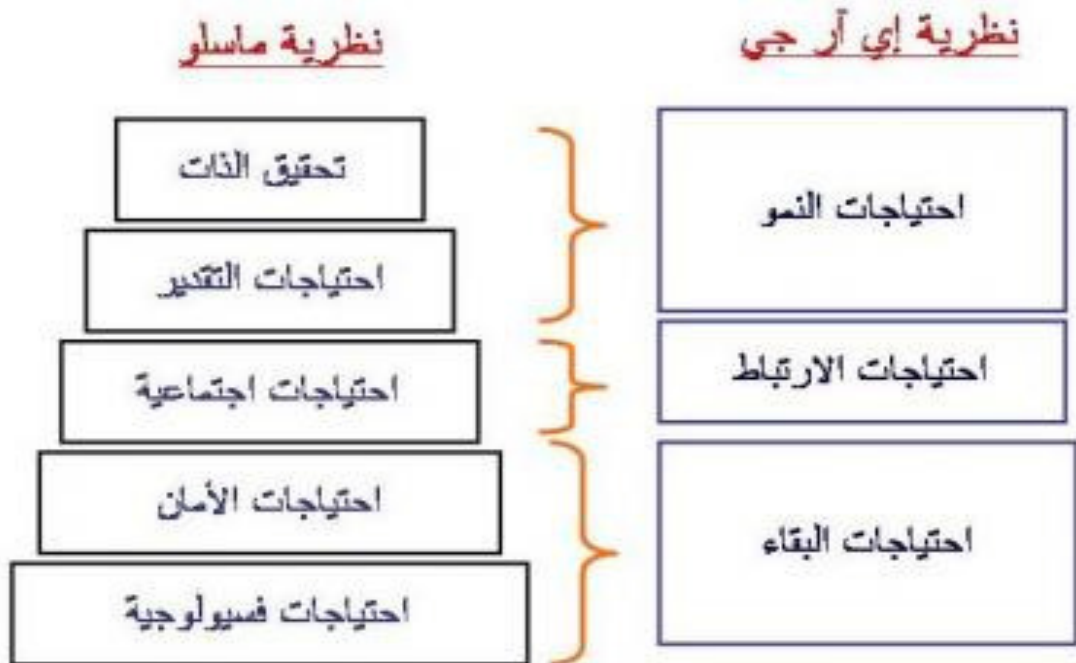 نظرية إي آر جي
نظرية ماسلو
احتياجات النمو
احتياجات الارتباط
احتياجات البقاء
تحقيق الذات
احتياجات التقدير
احتياجات اجتماعية
احتياجات الأمان
احتياجات فسيولوجية